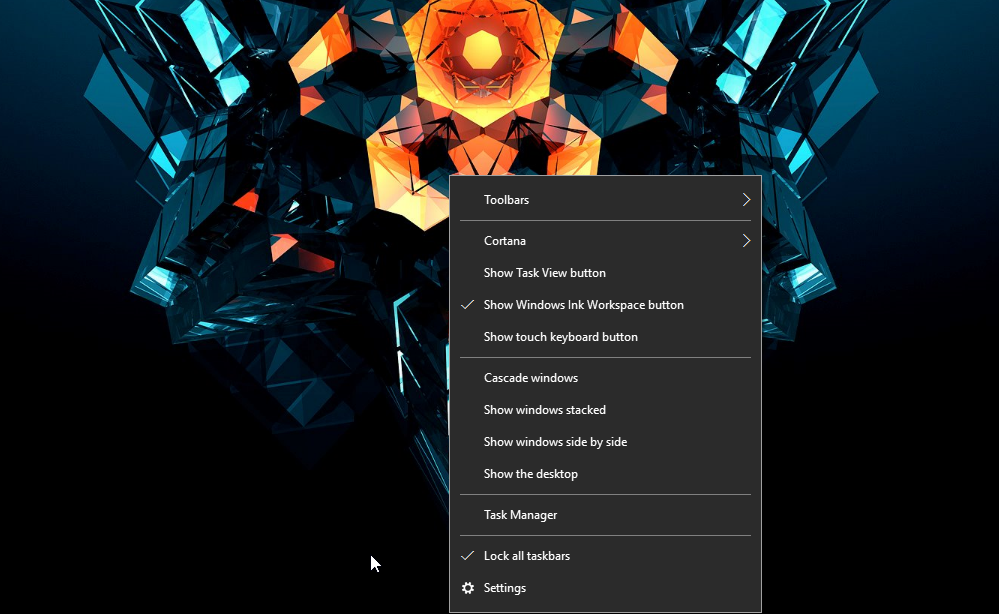 Toolbars
Cortana
Show Task View button
Show Windows Ink Workspace button
Show touch keyboard button
Cascade windows
Show windows stacked
Show windows side by side
Show the desktop
Task Manager
Lock all taskbars
Settings